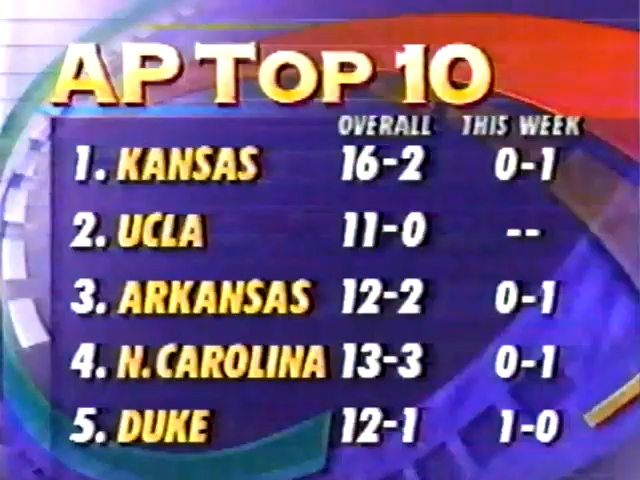 AP TOP 10
OVERALL THIS WEEK
1. KANSAS 16-2 0-1
2. UCLA 11-0 --
3. ARKANSAS 12-2 0-1
4. N.CAROLINA 13-3 0-1
5. DUKE 12-1 1-0